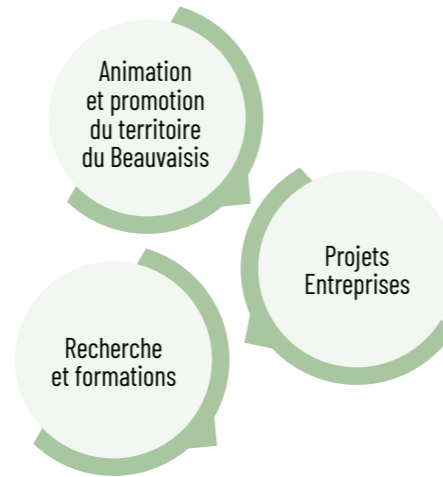 Animation
et promotion
du territoire
du Beauvaisis
Projets
Entreprises
Recherche
et formations